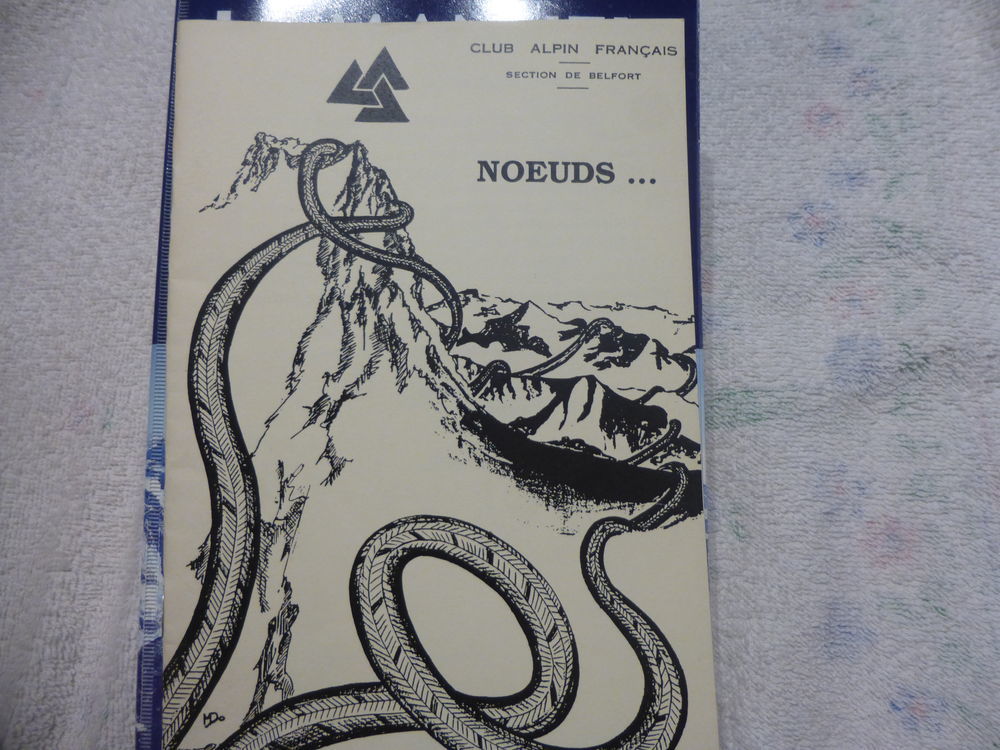 CLUB ALPIN FRANÇAIS
SECTION DE BELFORT
NOEUDS ...